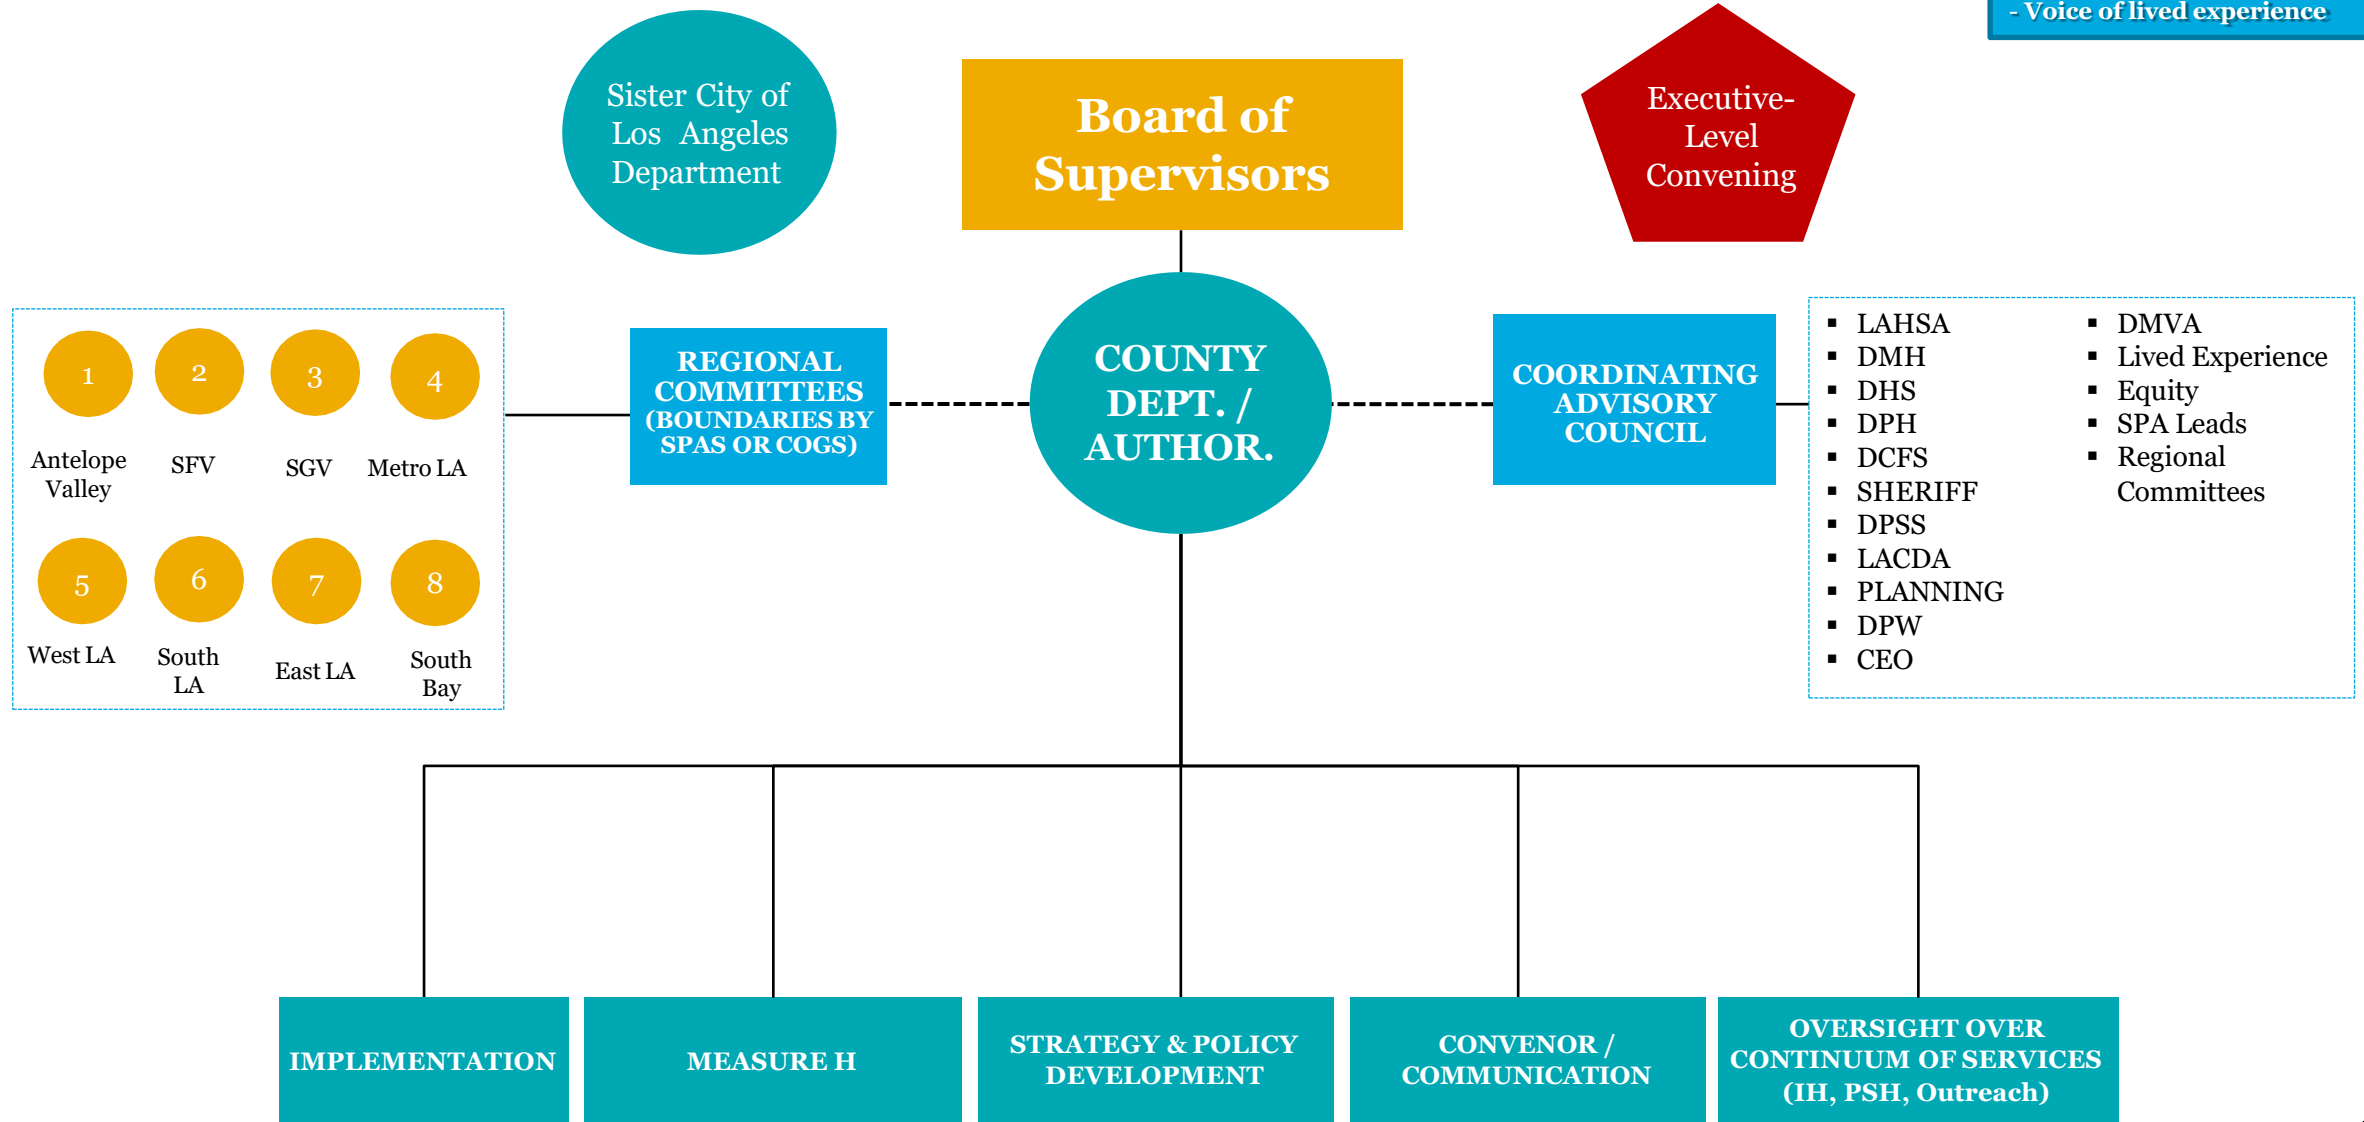 - Voice of lived experience
Sister City of
Los Angeles
Department
Board of
Supervisors
Executive-
Level
Convening
1
2
3
4
Antelope
Valley
SFV
SGV
Metro LA
5
6
7
8
West LA
South
LA
East LA
South
Bay
REGIONAL
COMMITTEES
(BOUNDARIES BY
SPAS OR COGS)
COUNTY
DEPT. /
AUTHOR.
COORDINATING
ADVISORY
COUNCIL
▪ LAHSA
▪ DMH
▪ DHS
▪ DPH
▪ DCFS
▪ SHERIFF
▪ DPSS
▪ LACDA
▪ PLANNING
▪ DPW
▪ CEO
▪ DMVA
▪ Lived Experience
▪ Equity
▪ SPA Leads
▪ Regional
Committees
IMPLEMENTATION
MEASURE H
STRATEGY & POLICY
DEVELOPMENT
CONVENOR /
COMMUNICATION
OVERSIGHT OVER
CONTINUUM OF SERVICES
(IH, PSH, Outreach)